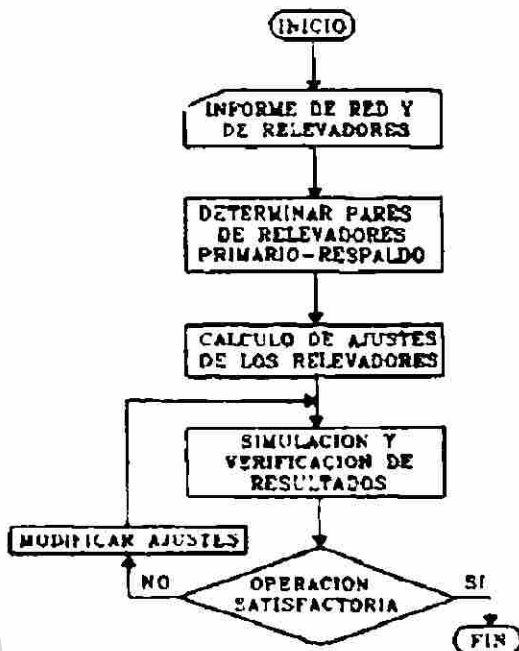 INICIO
INFORME DE RED Y
DE RELEVADORES
DETERMINAR PARES
DE RELEVADORES
PRIMARIO-RESPALDO
CALCULO DE AJUSTES
DE LOS RELEVADORES
SIMULACION Y
VERIFICACION DE
RESULTADOS
MODIFICAR AJUSTES
NO
OPERACION
SATISFACTORIA
SI
FIN